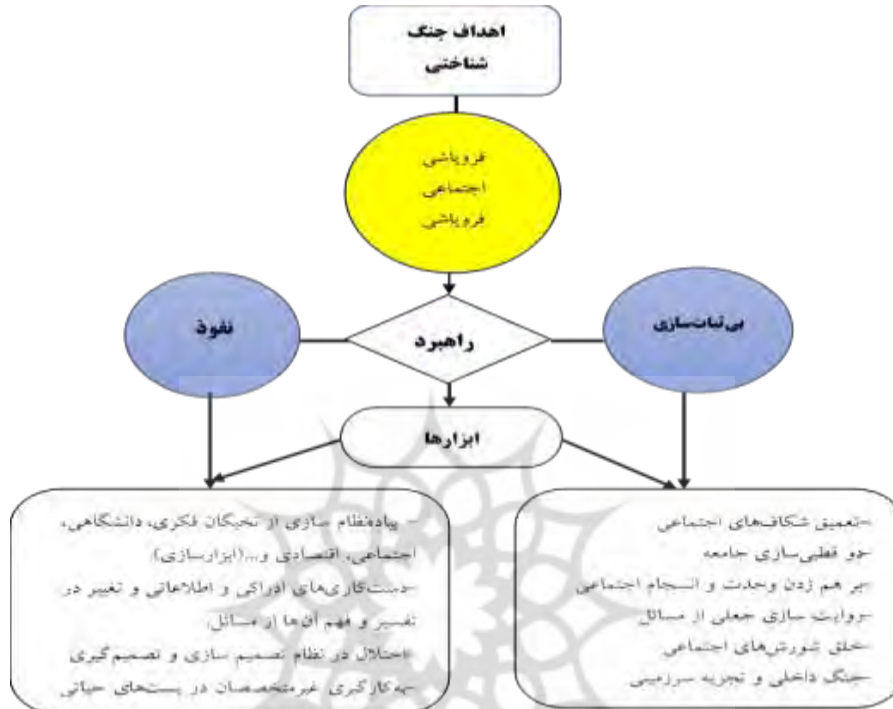 اهداف جنگ
شناختی
فروپاشی
اجتماعی
فروپاشی
بی‌ثبات‌سازی
راهبرد
نفوذ
ابزارها
-تعمیق شکاف‌های اجتماعی
-دو قطبی‌سازی جامعه
-بر هم زدن وحدت و انسجام اجتماعی
-روایت سازی جعلی از مسائل
-خلق شورش‌های اجتماعی
-جنگ داخلی و تجزیه سرزمینی
- پیاده‌نظام سازی از نخبگان فکری، دانشگاهی،
اجتماعی، اقتصادی و...(ابزارسازی)
-دست‌کاری‌های ادراکی و اطلاعاتی و تغییر در
تفسیر و فهم آن‌ها از مسائل.
-اختلال در نظام تصمیم سازی و تصمیم‌گیری
-به‌کارگیری غیرمتخصصان در پست‌های حیاتی